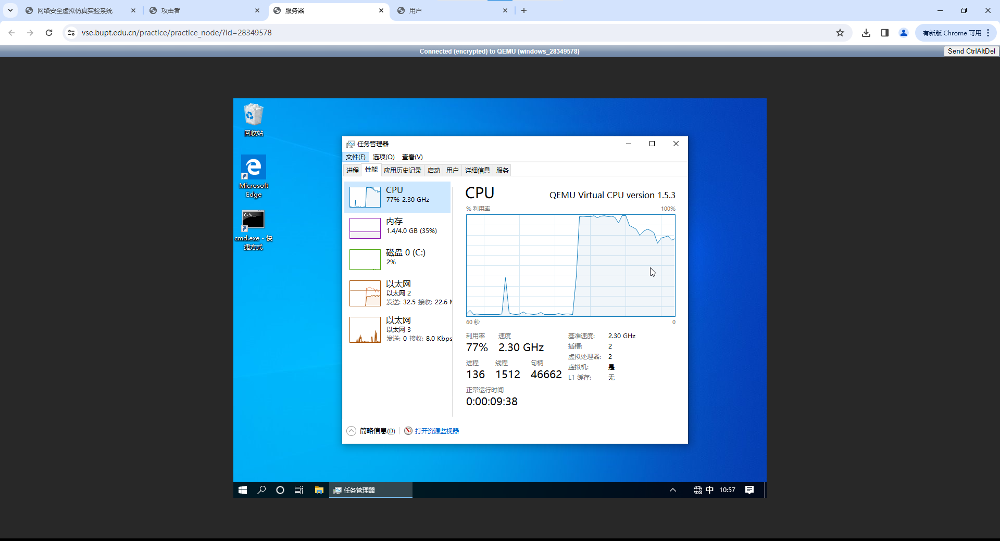 网络安全虚拟仿真实验系统
攻击者
服务器
用户
vse.bupt.edu.cn/practice/practice_node/?id=28349578
有新版 Chrome 可用
Connected (encrypted) to QEMU (windows_28349578)
Send CtrlAltDel
回收站
Microsoft
Edge
C:\_
cmd.exe - 快
捷方式
任务管理器
文件(F) 选项(O) 查看(V)
进程 性能 应用历史记录 启动 用户 详细信息 服务
CPU
77% 2.30 GHz
内存
1.4/4.0 GB (35%)
磁盘 0 (C:)
2%
以太网
以太网 2
发送: 32.5 接收: 22.6 M
以太网
以太网 3
发送: 0 接收: 8.0 Kbps
CPU
QEMU Virtual CPU version 1.5.3
% 利用率
100%
60 秒
0
利用率 速度
77% 2.30 GHz
进程 线程 句柄
136 1512 46662
正常运行时间
0:00:09:38
基准速度: 2.30 GHz
插槽: 2
虚拟处理器: 2
虚拟机: 是
L1 缓存: 无
简略信息(D)
打开资源监视器
任务管理器
中
10:57